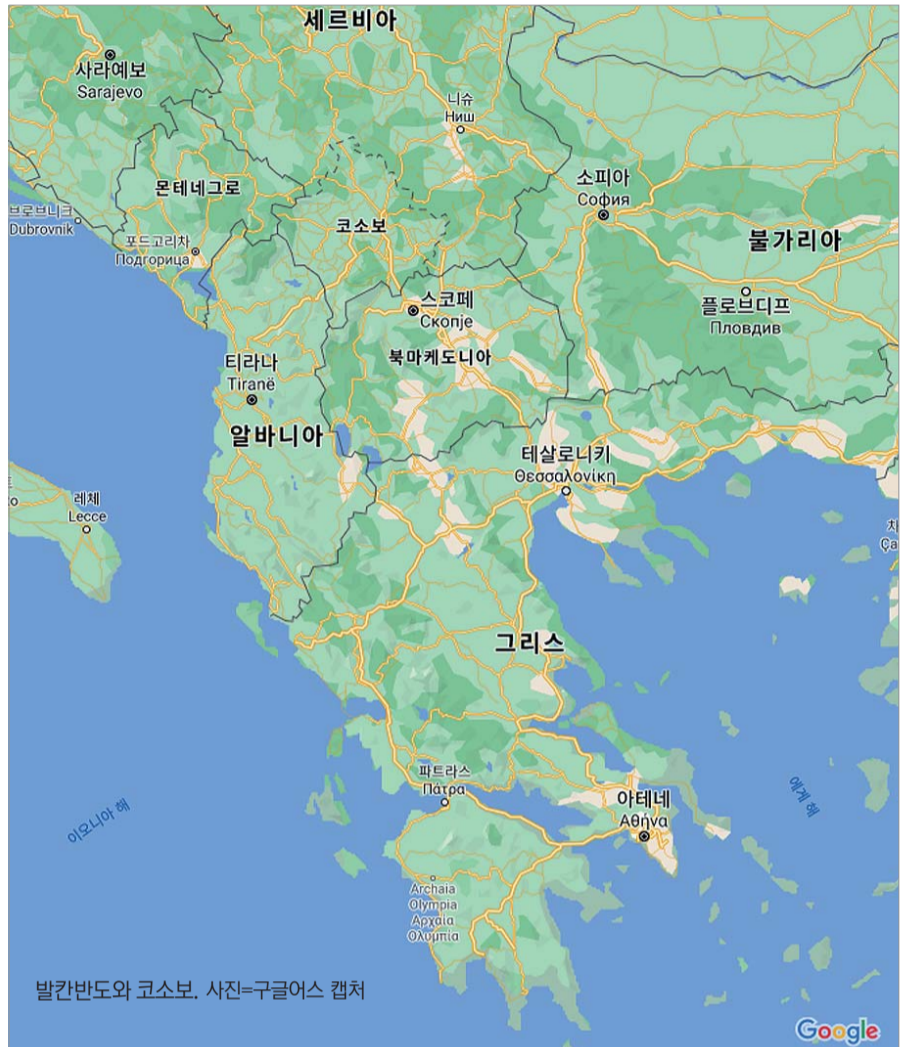 세르비아
사라예보
Sarajevo
니슈
Ниш
몬테네그로
소피아
София
브로브니크
Dubrovnik
코소보
포드고리차
Подгорица
불가리아
스코페
Скопје
플로브디프
Пловдив
북마케도니아
티라나
Tiranë
알바니아
테살로니키
Θεσσαλονίκη
레체
Lecce
차
Ça
그리스
파트라스
Πάτρα
아테네
Αθήνα
이오니아 해
에게 해
Archaia
Olympia
Αρχαία
Ολυμπία
발칸반도와 코소보. 사진=구글어스 캡처
Google